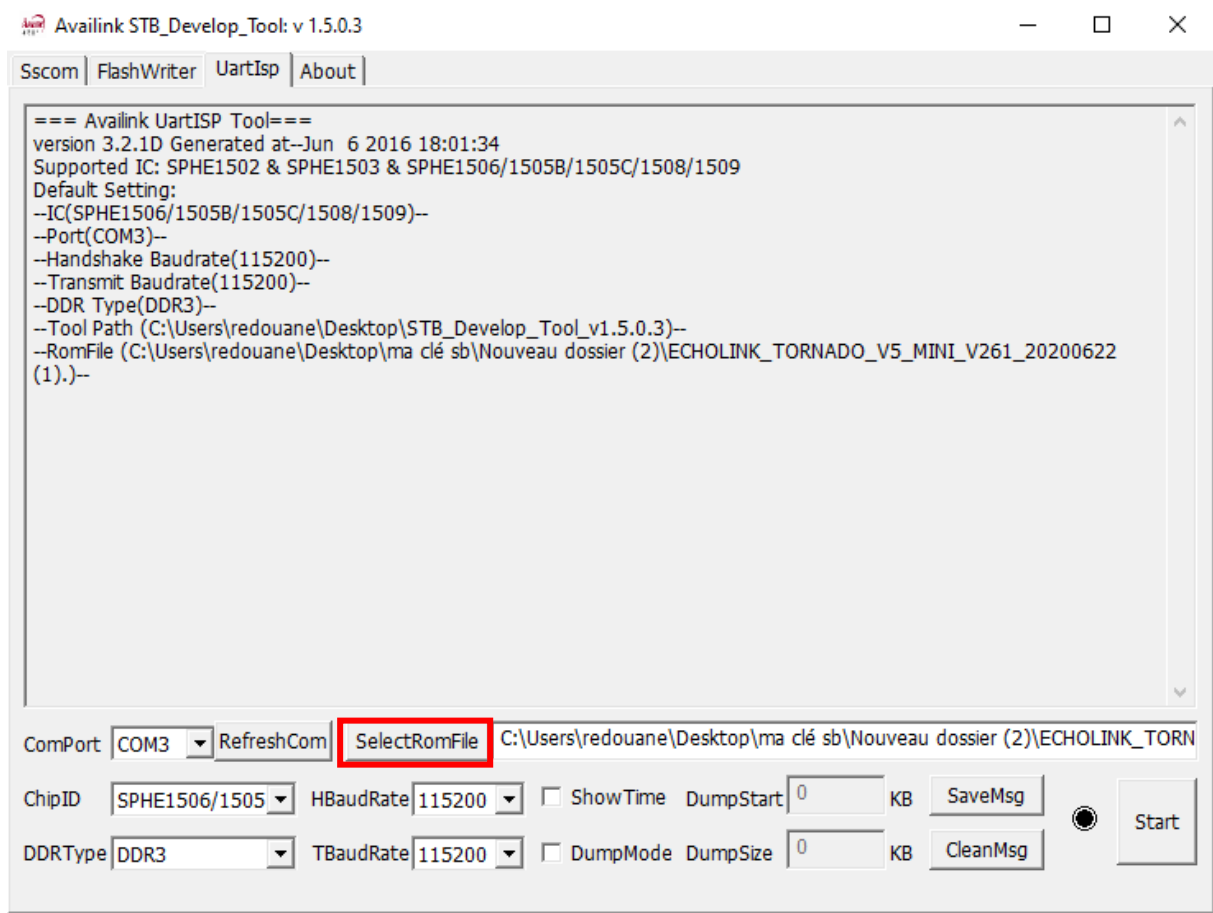 Availink STB_Develop_Tool: v 1.5.0.3
Sscom FlashWriter UartIsp About
=== Availink UartISP Tool===
version 3.2.1D Generated at--Jun  6 2016 18:01:34
Supported IC: SPHE1502 & SPHE1503 & SPHE1506/1505B/1505C/1508/1509
Default Setting:
--IC(SPHE1506/1505B/1505C/1508/1509)--
--Port(COM3)--
--Handshake Baudrate(115200)--
--Transmit Baudrate(115200)--
--DDR Type(DDR3)--
--Tool Path (C:\Users\redouane\Desktop\STB_Develop_Tool_v1.5.0.3)--
--RomFile (C:\Users\redouane\Desktop\ma clé sb\Nouveau dossier (2)\ECHOLINK_TORNADO_V5_MINI_V261_20200622
(1).)--
ComPort COM3 RefreshCom SelectRomFile C:\Users\redouane\Desktop\ma clé sb\Nouveau dossier (2)\ECHOLINK_TORN
ChipID SPHE1506/1505 HBaudRate 115200 ShowTime DumpStart 0 KB SaveMsg
Start
DDRType DDR3 TBaudRate 115200 DumpMode DumpSize 0 KB CleanMsg